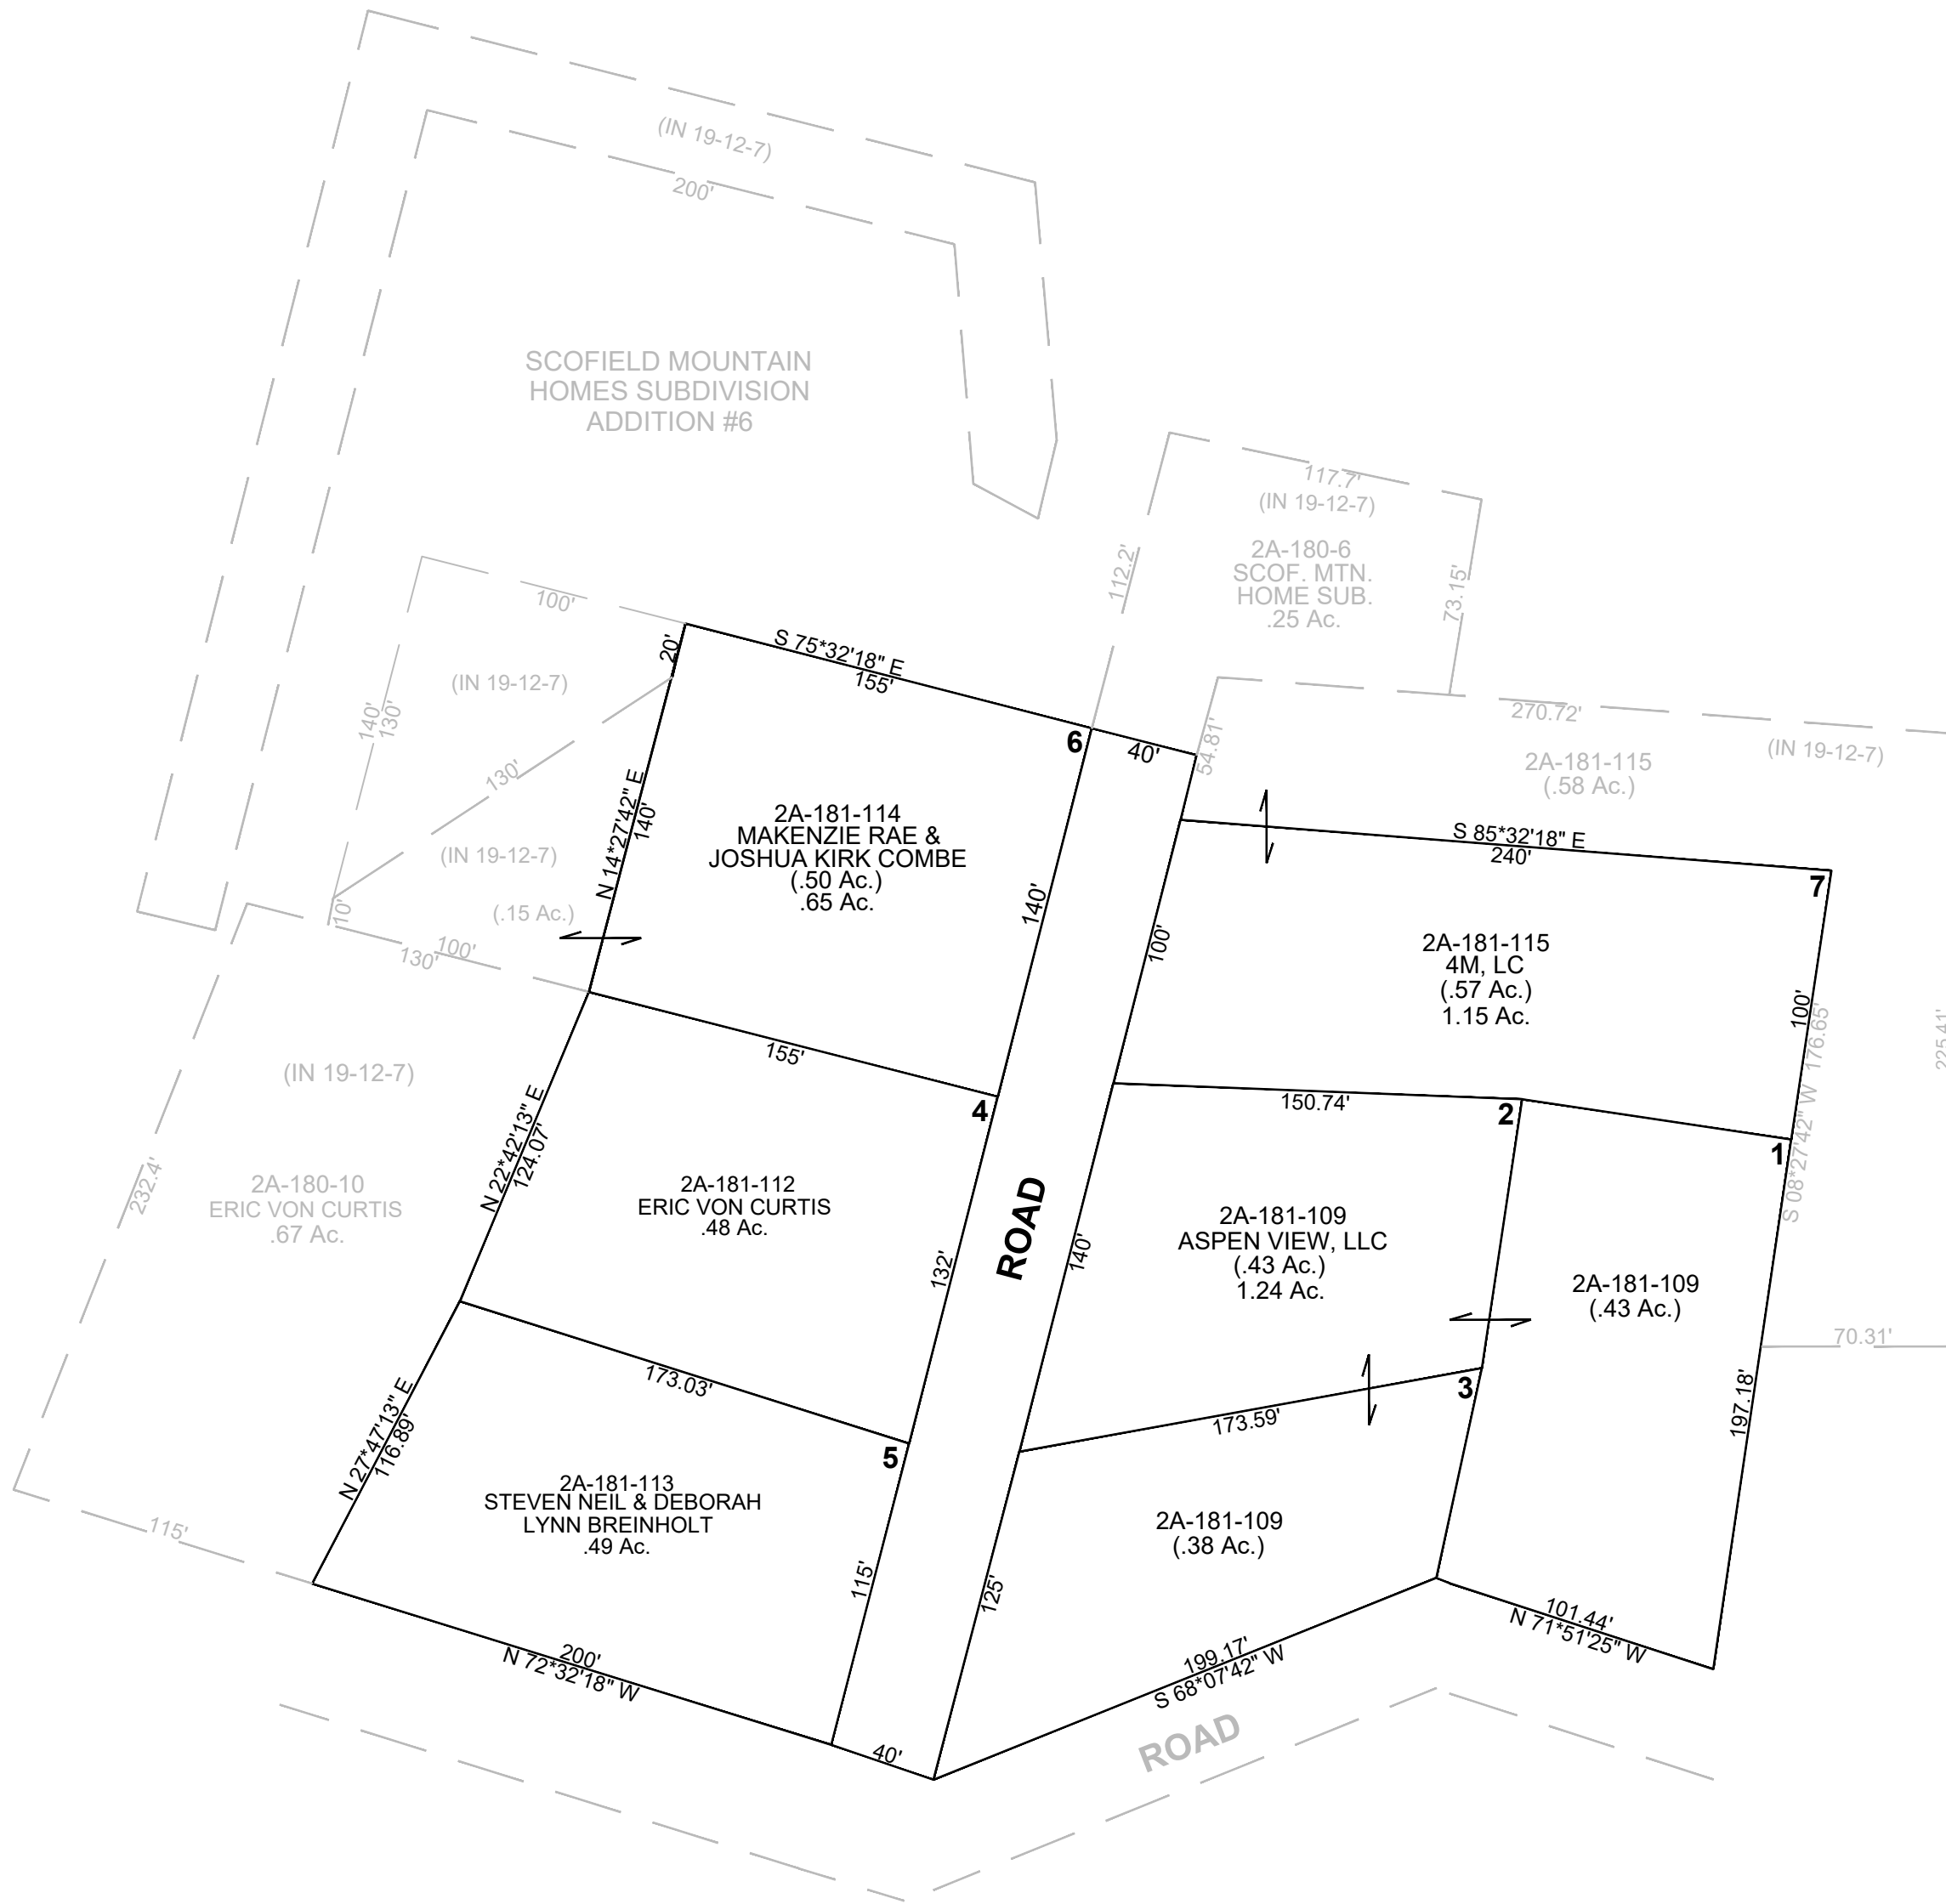 (IN 19-12-7)
200'
SCOFIELD MOUNTAIN
HOMES SUBDIVISION
ADDITION #6
117.7'
(IN 19-12-7)
2A-180-6
SCOF. MTN.
HOME SUB.
.25 Ac.
112.2'
73.15'
100'
20'
S 75*32'18" E
155'
(IN 19-12-7)
140'
130'
130'
6
40'
54.81'
270.72'
(IN 19-12-7)
2A-181-115
(.58 Ac.)
N 14*27'42" E
140'
2A-181-114
MAKENZIE RAE &
JOSHUA KIRK COMBE
(.50 Ac.)
.65 Ac.
S 85*32'18" E
240'
7
(IN 19-12-7)
(.15 Ac.)
10'
100'
130'
140'
100'
2A-181-115
4M, LC
(.57 Ac.)
1.15 Ac.
100'
S 08*27'42" W 176.65'
225.41'
(IN 19-12-7)
155'
4
150.74'
2
1
N 22*42'13" E
124.07'
232.4'
2A-180-10
ERIC VON CURTIS
.67 Ac.
2A-181-112
ERIC VON CURTIS
.48 Ac.
132'
ROAD
140'
2A-181-109
ASPEN VIEW, LLC
(.43 Ac.)
1.24 Ac.
2A-181-109
(.43 Ac.)
70.31'
173.03'
5
173.59'
3
197.18'
N 27*47'13" E
116.89'
115'
2A-181-113
STEVEN NEIL & DEBORAH
LYNN BREINHOLT
.49 Ac.
115'
125'
2A-181-109
(.38 Ac.)
200'
N 72*32'18" W
40'
199.17'
S 68*07'42" W
101.44'
N 71*51'25" W
ROAD